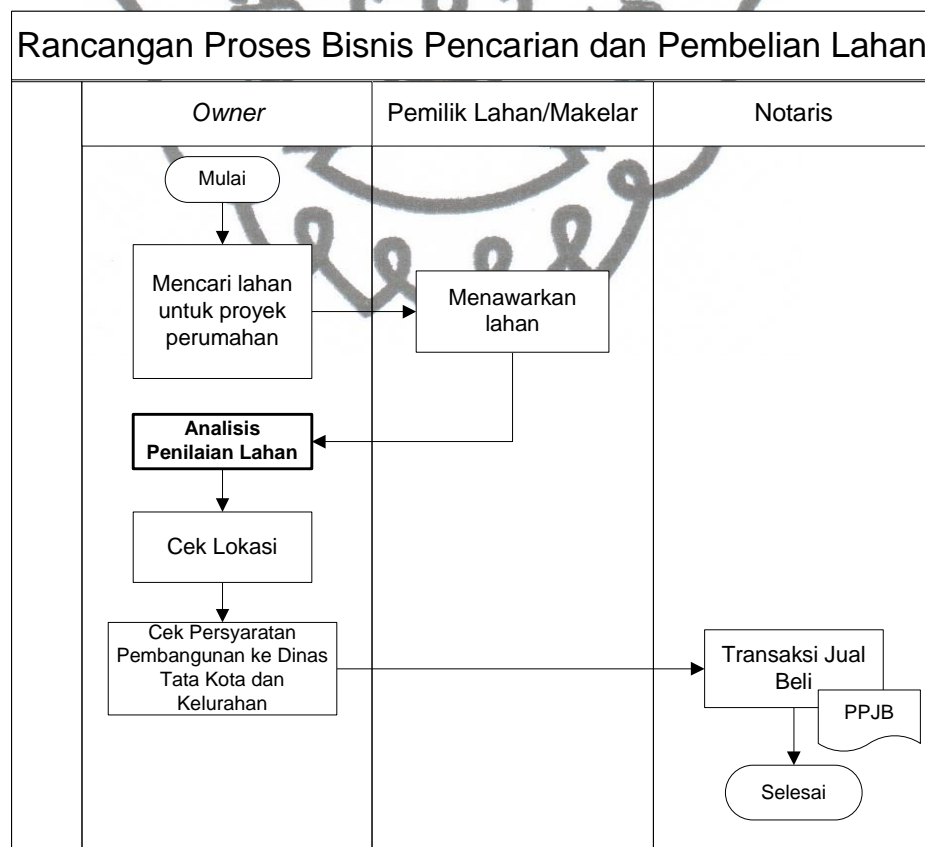 Rancangan Proses Bisnis Pencarian dan Pembelian Lahan
Owner
Pemilik Lahan/Makelar
Notaris
Mulai
Mencari lahan
untuk proyek
perumahan
Menawarkan
lahan
Analisis
Penilaian Lahan
Cek Lokasi
Cek Persyaratan
Pembangunan ke Dinas
Tata Kota dan
Kelurahan
Transaksi Jual
Beli
PPJB
Selesai